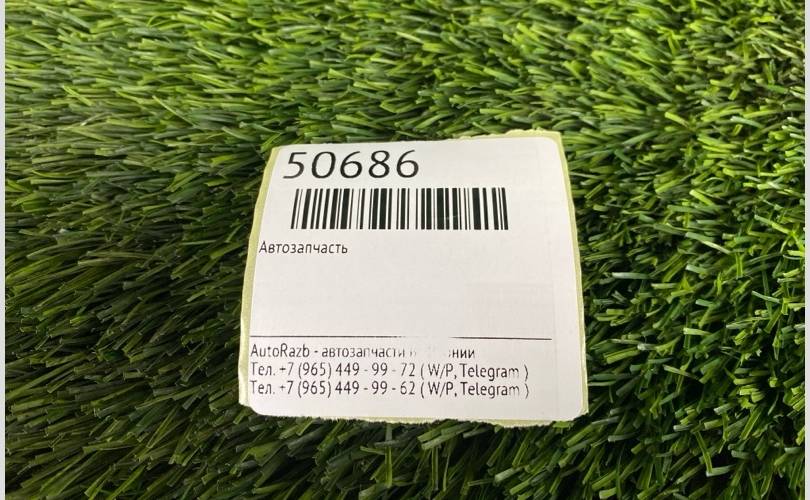 50686
Автозапчасть
AutoRazb - автозапчасти
Тел. +7 (965) 449 - 99 - 72 ( W/P, Telegram )
Тел. +7 (965) 449 - 99 - 62 ( W/P, Telegram )